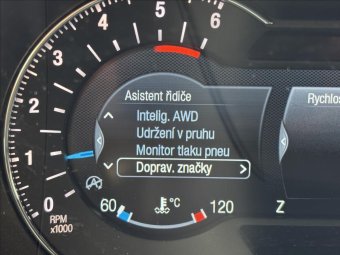 6
5
4
3
2
1
0
RPM
x1000
Asistent řidiče
Intelig. AWD
Udržení v pruhu
Monitor tlaku pneu
Doprav. značky
60
°C
120
Rychlos
Z